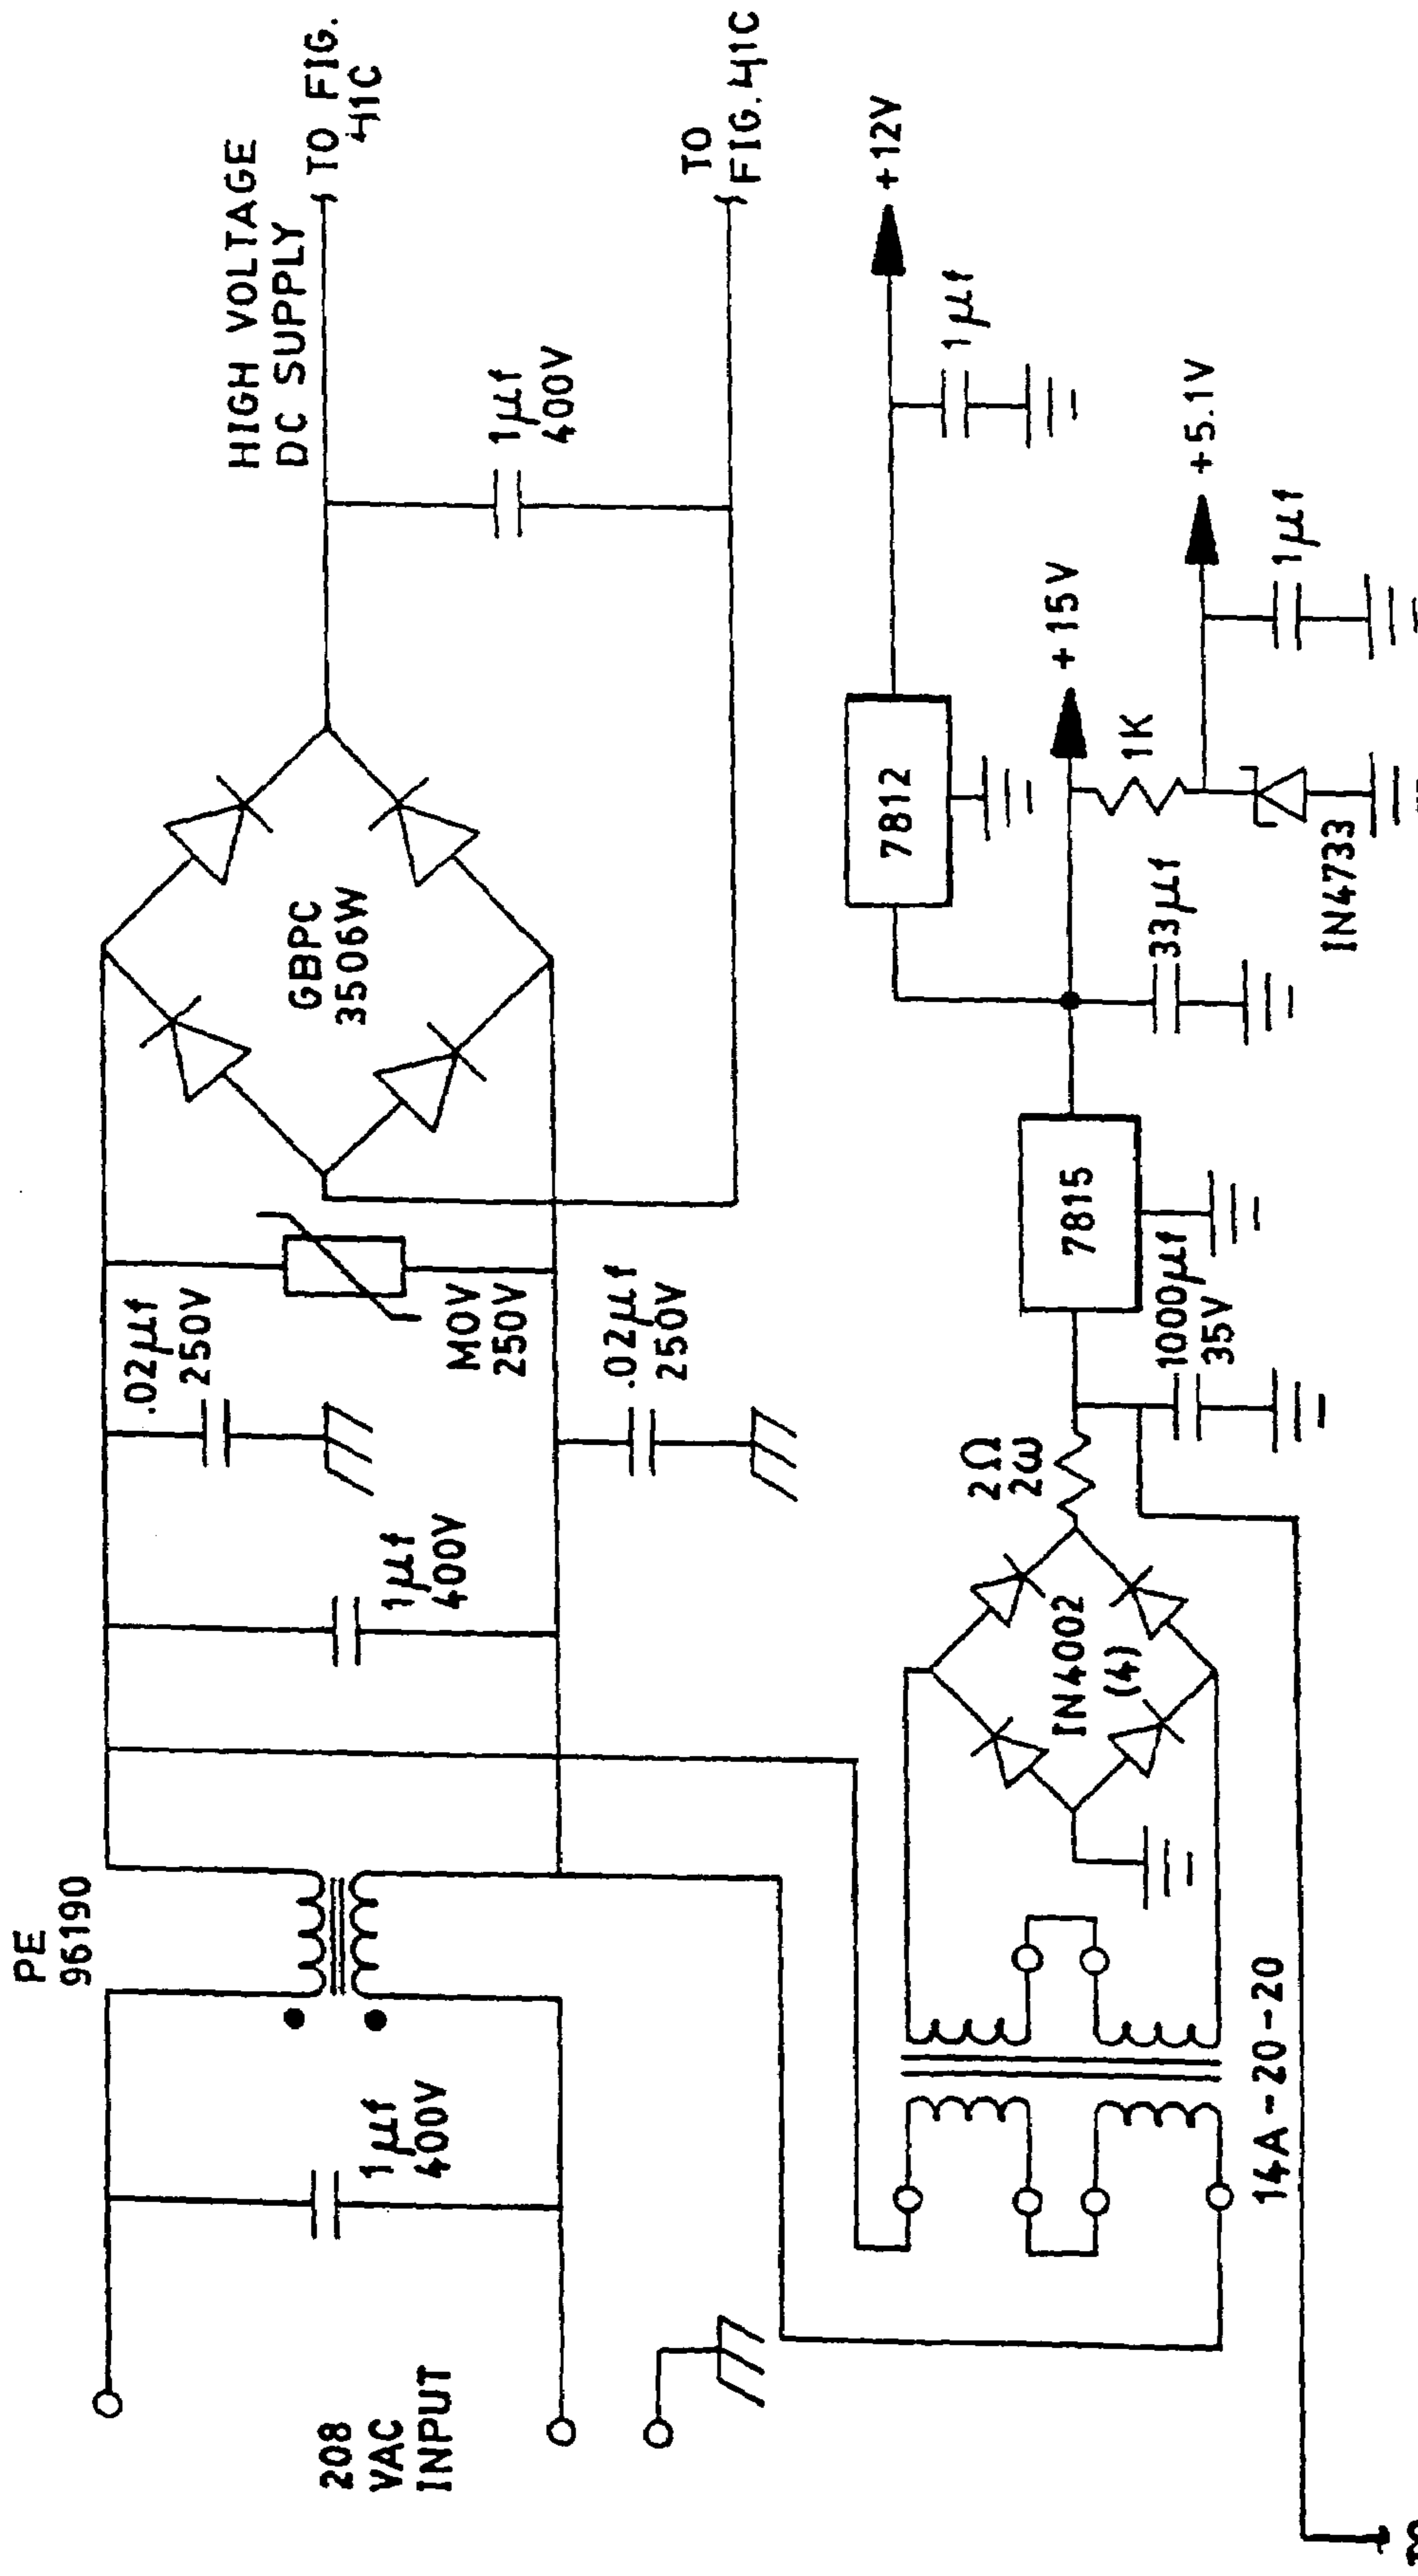 PE
96190
208
VAC
INPUT
1μf
400V
1μf
400V
.02μf
250V
MOV
250V
.02μf
250V
GBPC
3506W
HIGH VOLTAGE
DC SUPPLY
TO FIG.
41C
1μf
400V
TO
FIG. 41C
14A-20-20
IN4002
(4)
2Ω
2ω
1000μf
35V
7815
33μf
7812
+12V
1μf
+15V
1K
IN4733
+5.1V
1μf